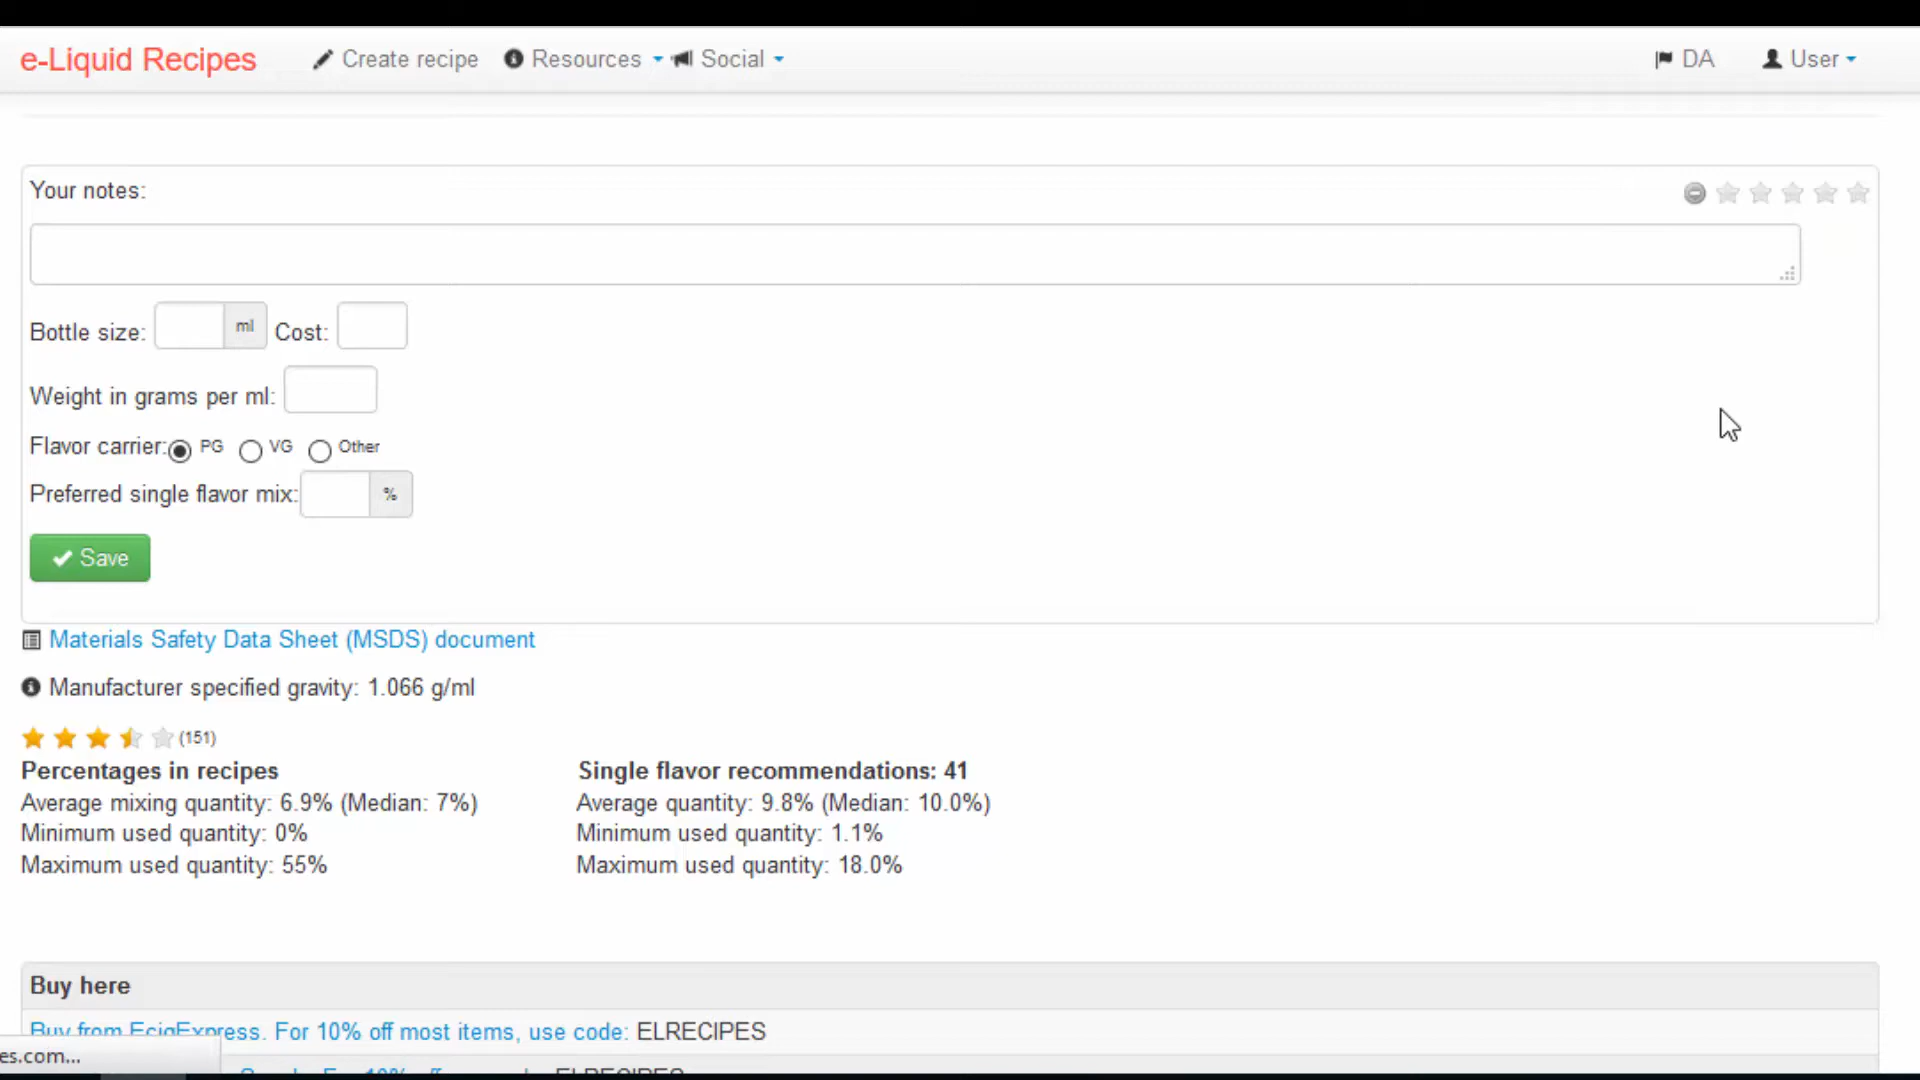 e-Liquid Recipes Create recipe Resources Social DA User
Your notes:
Bottle size: ml Cost:
Weight in grams per ml:
Flavor carrier: PG VG Other
Preferred single flavor mix: %
Save
Materials Safety Data Sheet (MSDS) document
Manufacturer specified gravity: 1.066 g/ml
(151)
Percentages in recipes
Average mixing quantity: 6.9% (Median: 7%)
Minimum used quantity: 0%
Maximum used quantity: 55%
Single flavor recommendations: 41
Average quantity: 9.8% (Median: 10.0%)
Minimum used quantity: 1.1%
Maximum used quantity: 18.0%
Buy here
Buy from EcigExpress. For 10% off most items, use code: ELRECIPES
es.com...
ELRECIPES